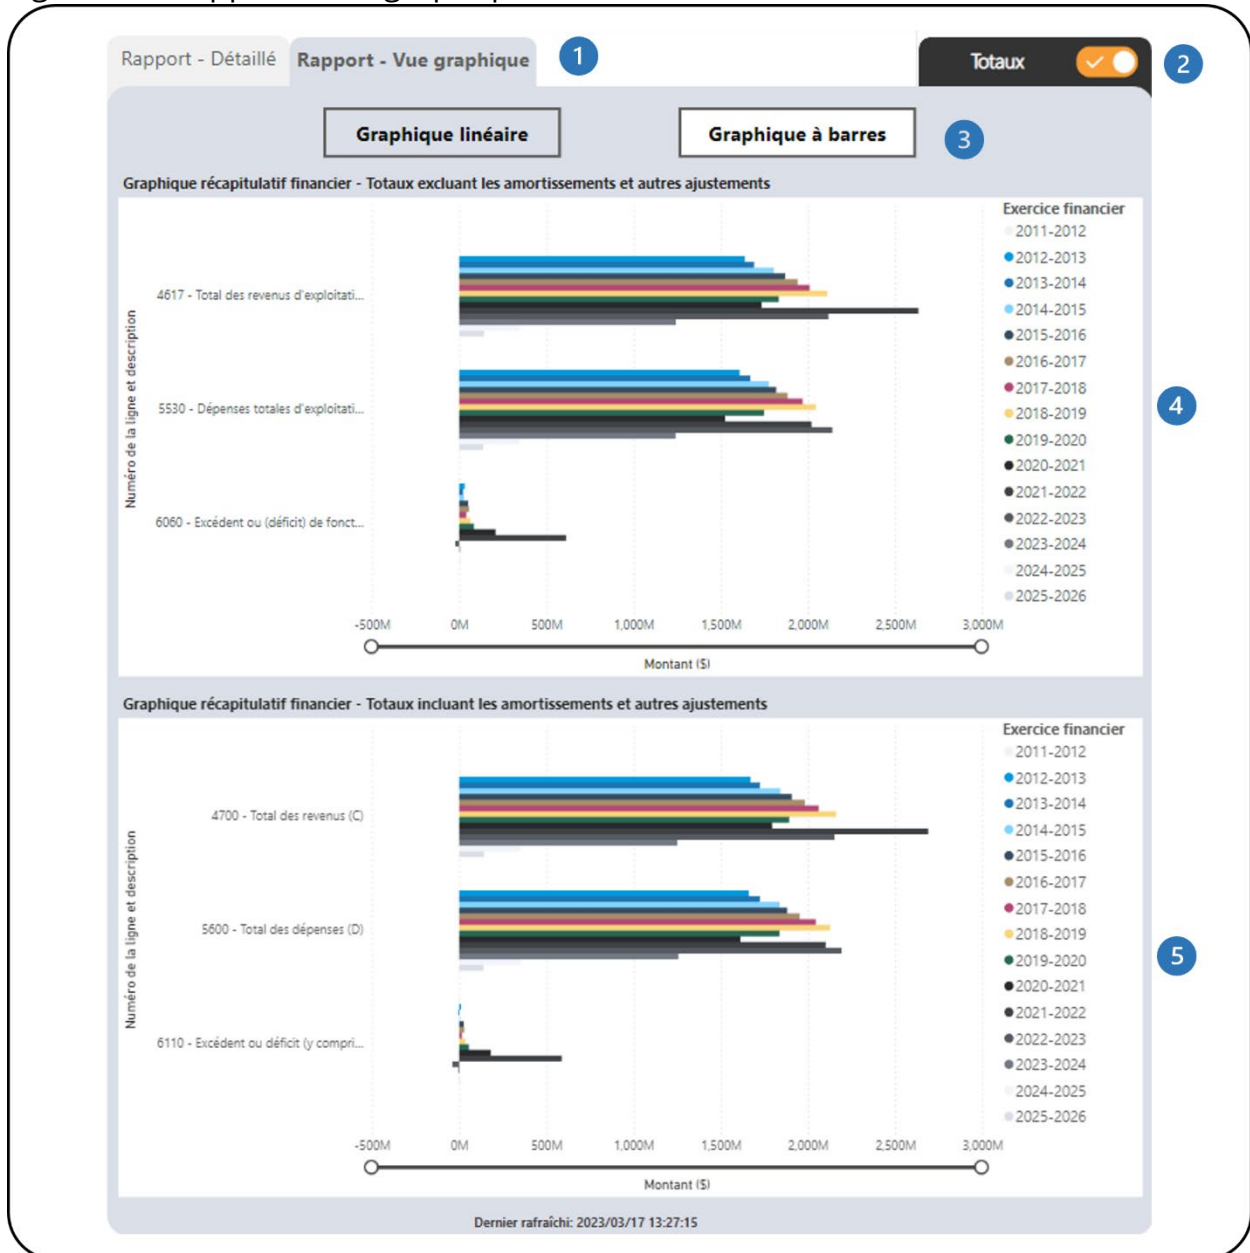 Rapport - Détaillé
Rapport - Vue graphique
1
Totaux
2
Graphique linéaire
Graphique à barres
3
Graphique récapitulatif financier - Totaux excluant les amortissements et autres ajustements
Numéro de la ligne et description
4617 - Total des revenus d'exploitati...
5530 - Dépenses totales d'exploitati...
6060 - Excédent ou (déficit) de fonct...
-500M 0M 500M 1,000M 1,500M 2,000M 2,500M 3,000M
Montant ($)
Exercice financier
2011-2012
2012-2013
2013-2014
2014-2015
2015-2016
2016-2017
2017-2018
2018-2019
2019-2020
2020-2021
2021-2022
2022-2023
2023-2024
2024-2025
2025-2026
4
Graphique récapitulatif financier - Totaux incluant les amortissements et autres ajustements
Numéro de la ligne et description
4700 - Total des revenus (C)
5600 - Total des dépenses (D)
6110 - Excédent ou déficit (y compri...
-500M 0M 500M 1,000M 1,500M 2,000M 2,500M 3,000M
Montant ($)
Exercice financier
2011-2012
2012-2013
2013-2014
2014-2015
2015-2016
2016-2017
2017-2018
2018-2019
2019-2020
2020-2021
2021-2022
2022-2023
2023-2024
2024-2025
2025-2026
5
Dernier rafraîchi: 2023/03/17 13:27:15